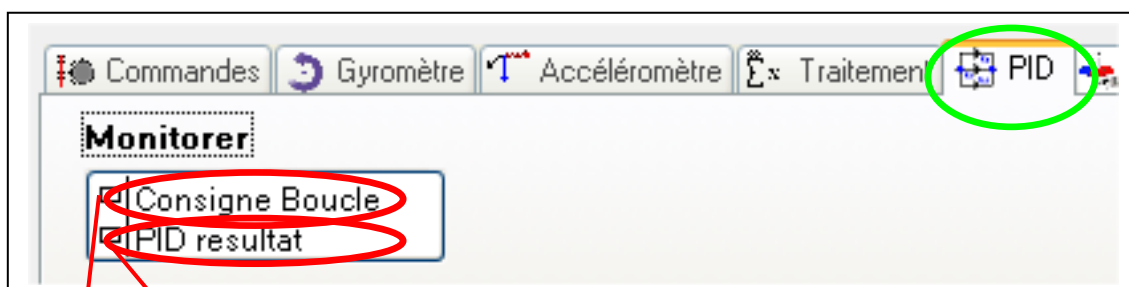 Commandes Gyromètre Accéléromètre Traitement PID
Monitorer
Consigne Boucle
PID resultat